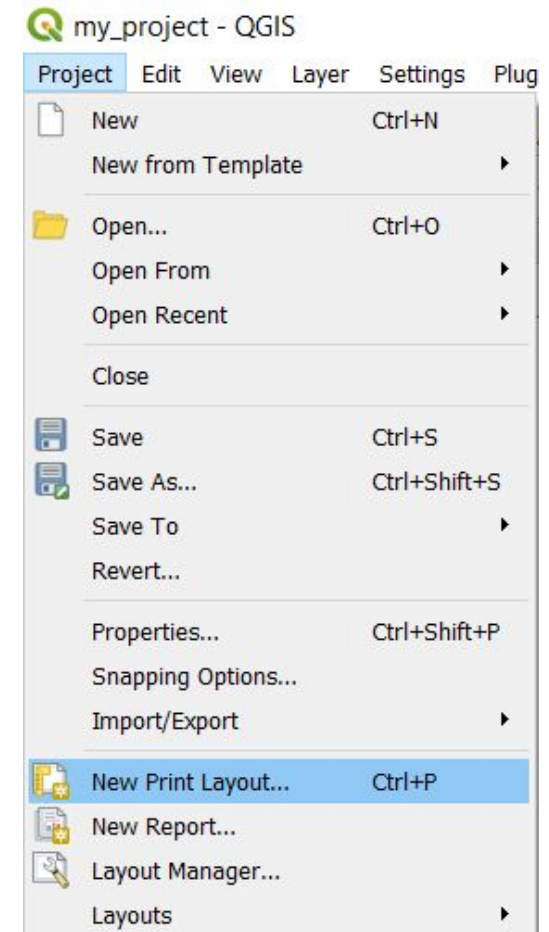 my_project - QGIS
Project Edit View Layer Settings Plug
New Ctrl+N
New from Template
Open... Ctrl+O
Open From
Open Recent
Close
Save Ctrl+S
Save As... Ctrl+Shift+S
Save To
Revert...
Properties... Ctrl+Shift+P
Snapping Options...
Import/Export
New Print Layout... Ctrl+P
New Report...
Layout Manager...
Layouts